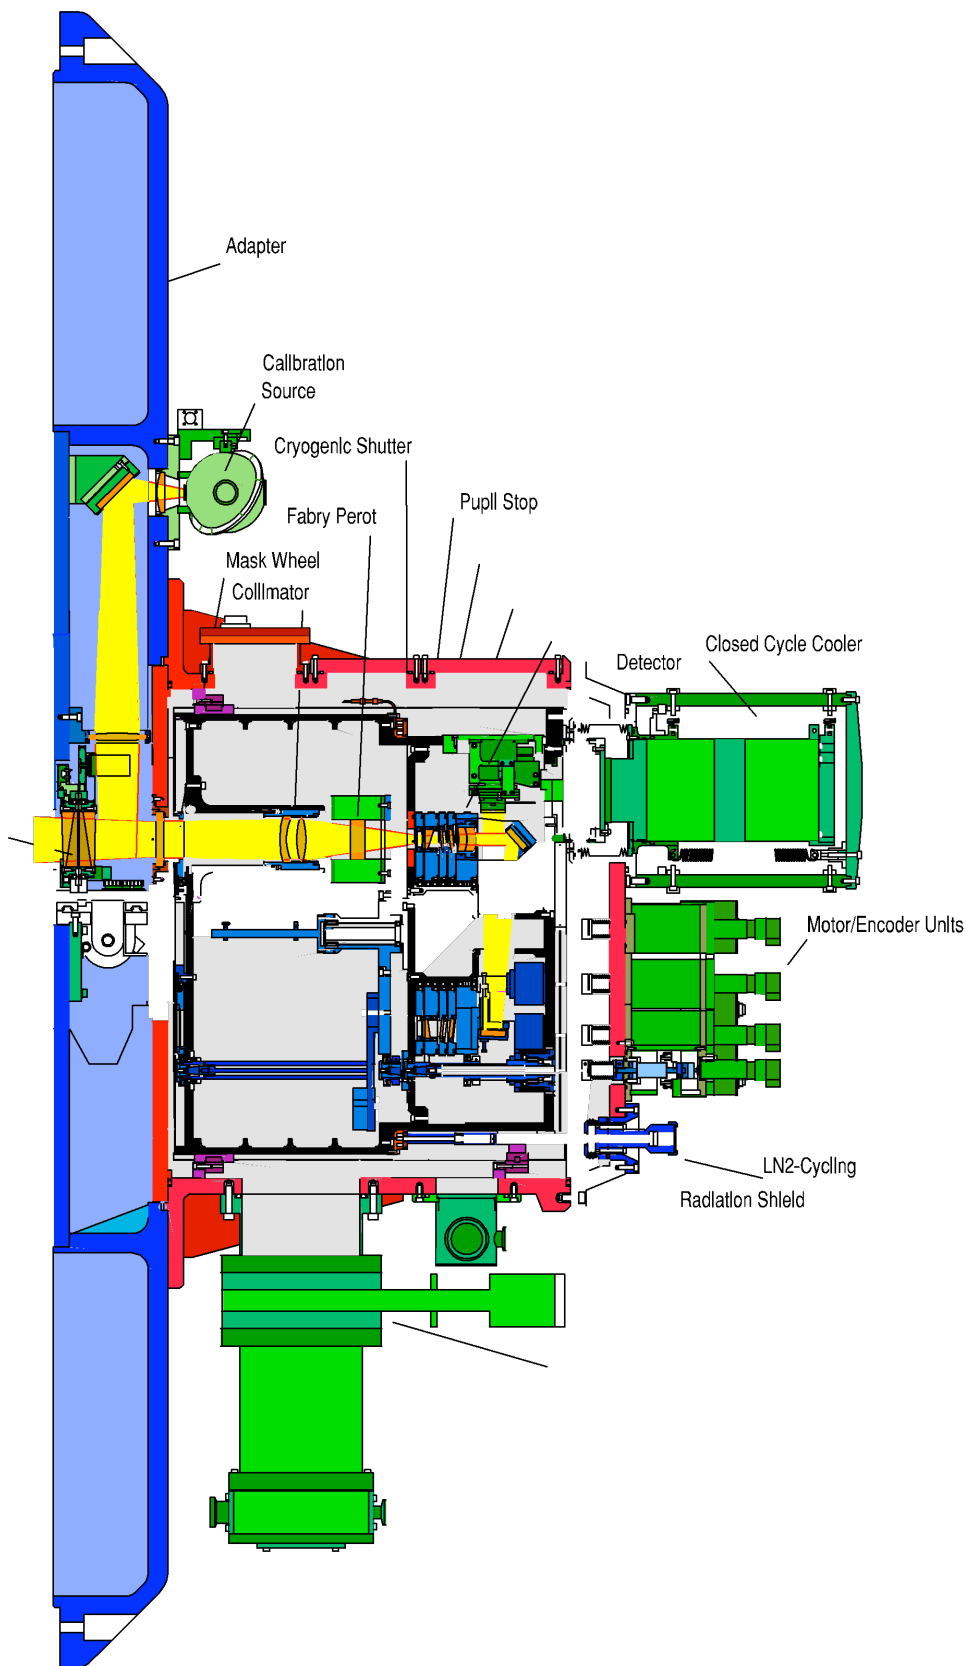 Adapter
Calibration
Source
Cryogenic Shutter
Pupil Stop
Fabry Perot
Mask Wheel
Collimator
Closed Cycle Cooler
Detector
Motor/Encoder Units
LN2-Cycling
Radiation Shield